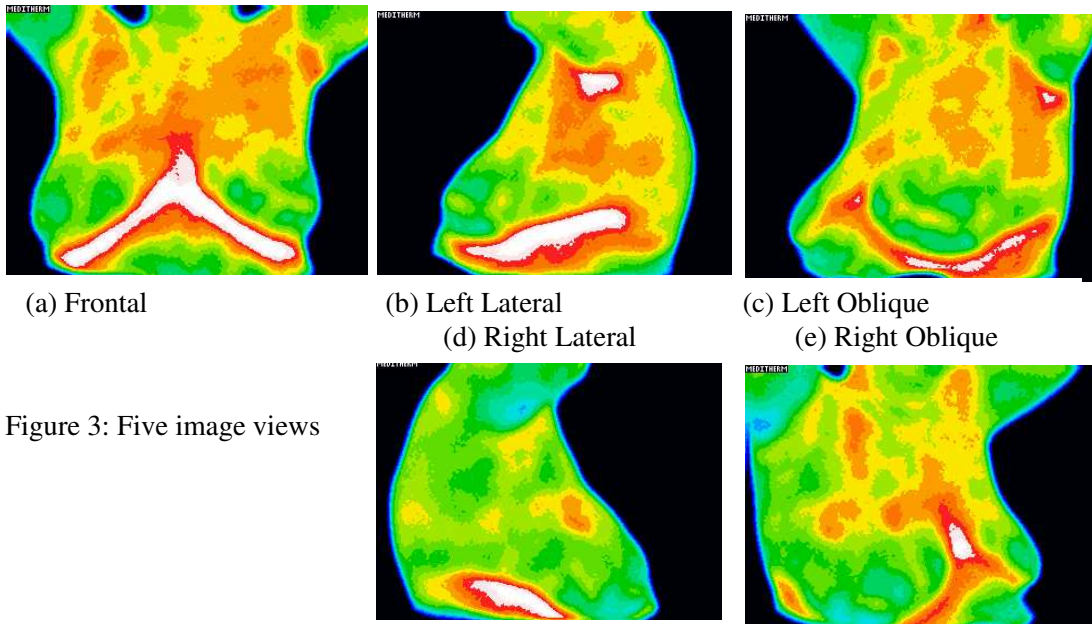 MEDITHERM
MEDITHERM
MEDITHERM
(a) Frontal
(b) Left Lateral
(c) Left Oblique
(d) Right Lateral
(e) Right Oblique
MEDITHERM
MEDITHERM
Figure 3: Five image views